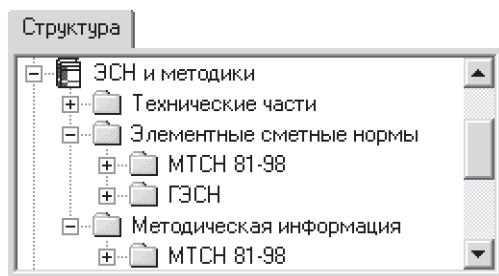 Структура
ЭСН и методики
Технические части
Элементные сметные нормы
МТСН 81-98
ГЭСН
Методическая информация
МТСН 81-98